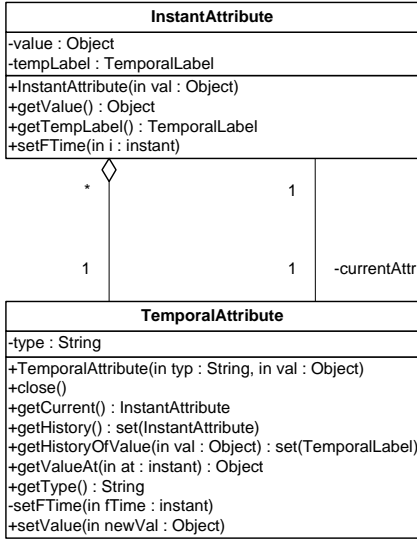 InstantAttribute
-value : Object
-tempLabel : TemporalLabel
+InstantAttribute(in val : Object)
+getValue() : Object
+getTempLabel() : TemporalLabel
+setFTime(in i : instant)
* 1
1 1 -currentAttr
TemporalAttribute
-type : String
+TemporalAttribute(in typ : String, in val : Object)
+close()
+getCurrent() : InstantAttribute
+getHistory() : set(InstantAttribute)
+getHistoryOfValue(in val : Object) : set(TemporalLabel)
+getValueAt(in at : instant) : Object
+getType() : String
-setFTime(in fTime : instant)
+setValue(in newVal : Object)